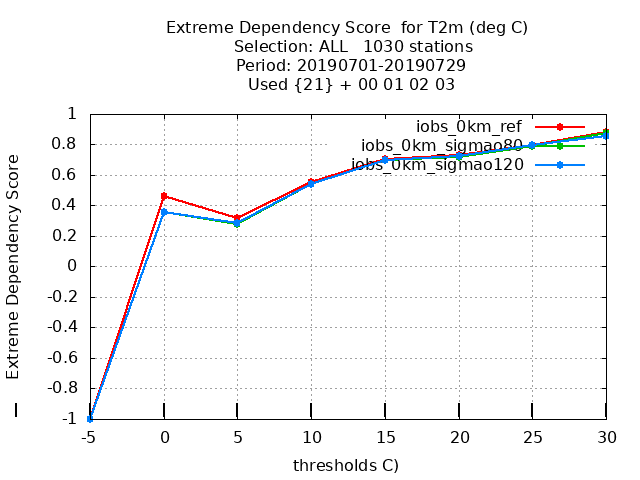 Extreme Dependency Score  for T2m (deg C)
Selection: ALL   1030 stations
Period: 20190701-20190729
Used {21} + 00 01 02 03
Extreme Dependency Score
1
0.8
0.6
0.4
0.2
0
-0.2
-0.4
-0.6
-0.8
-1
iobs_0km_ref
iobs_0km_sigmao80
iobs_0km_sigmao120
-5 0 5 10 15 20 25 30
thresholds C)